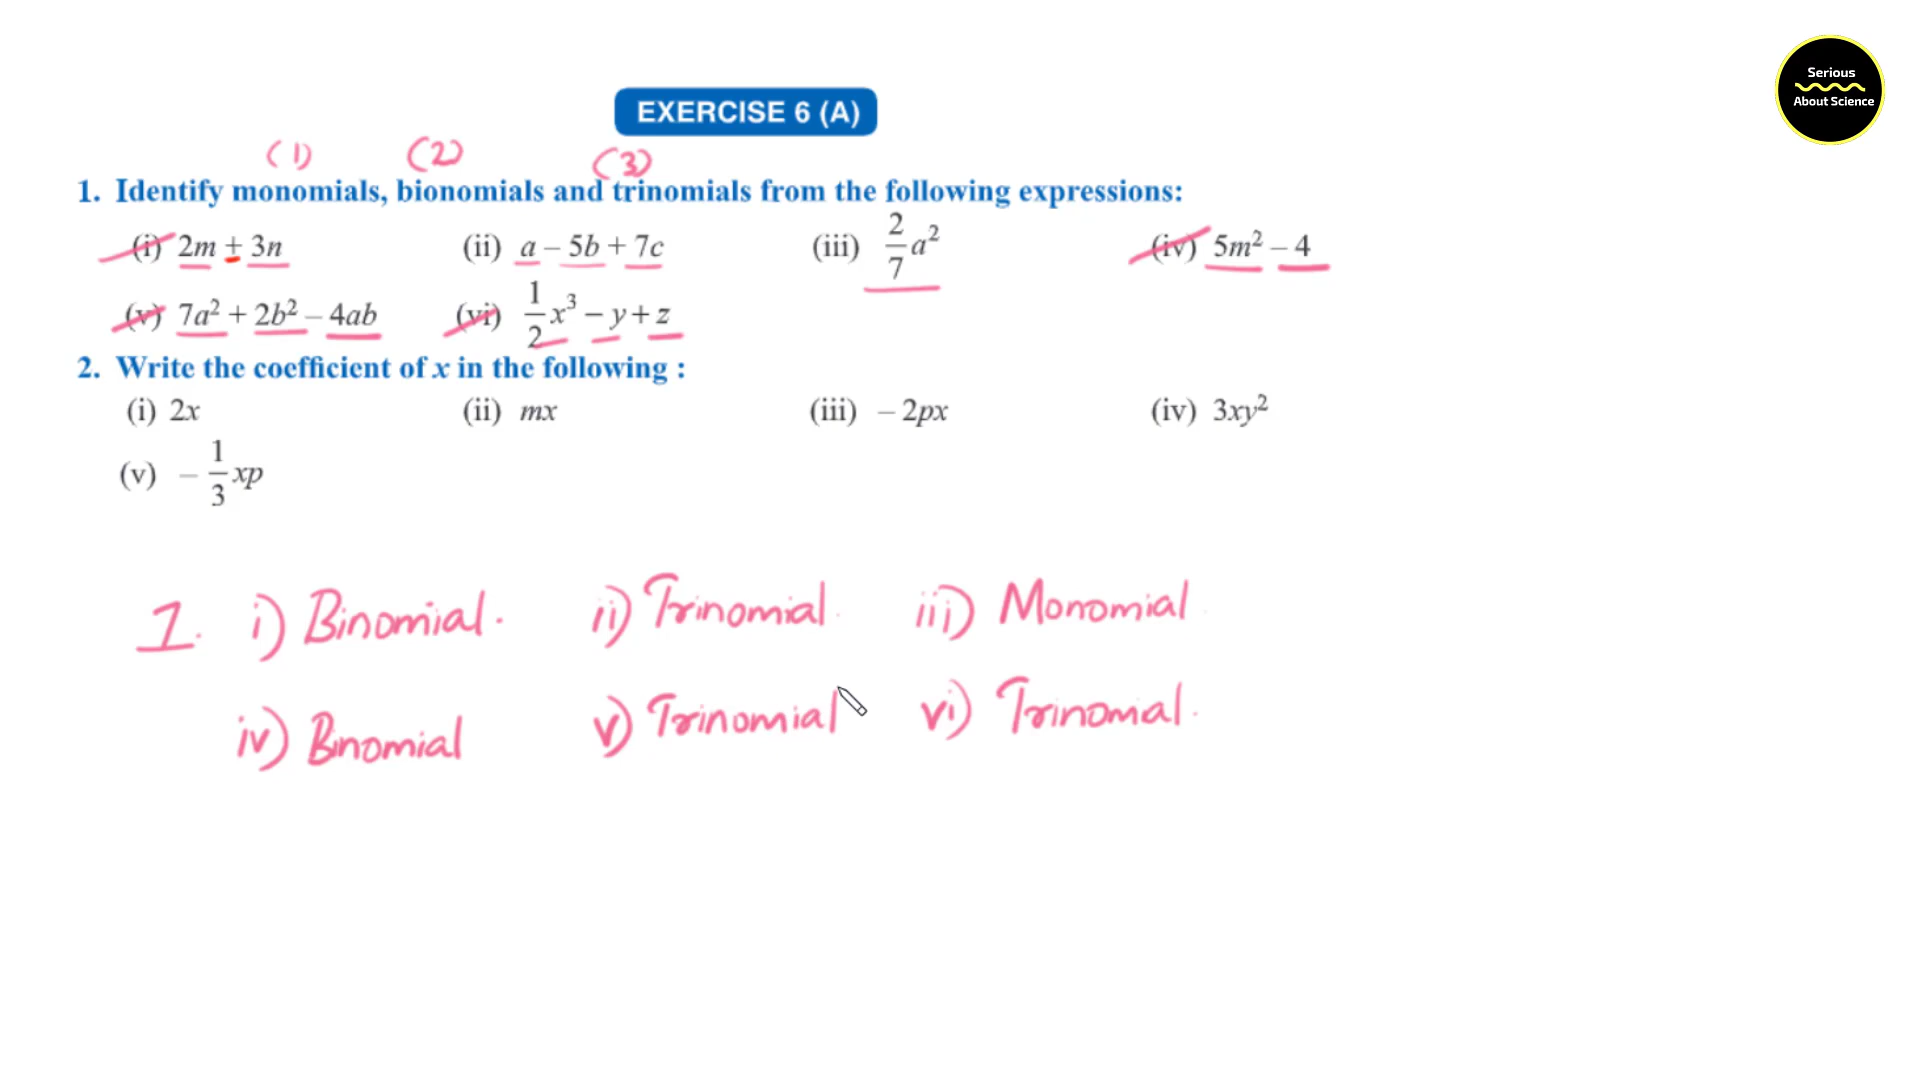 Serious
About Science
EXERCISE 6 (A)
(1) (2) (3)
1. Identify monomials, bionomials and trinomials from the following expressions:
(i) 2m + 3n (ii) a – 5b + 7c (iii) 2/7 a² (iv) 5m² – 4
(v) 7a² + 2b² – 4ab (vi) 1/2 x³ – y + z
2. Write the coefficient of x in the following :
(i) 2x (ii) mx (iii) – 2px (iv) 3xy²
(v) – 1/3 xp
1. i) Binomial. ii) Trinomial. iii) Monomial
iv) Binomial v) Trinomial vi) Trinomial.